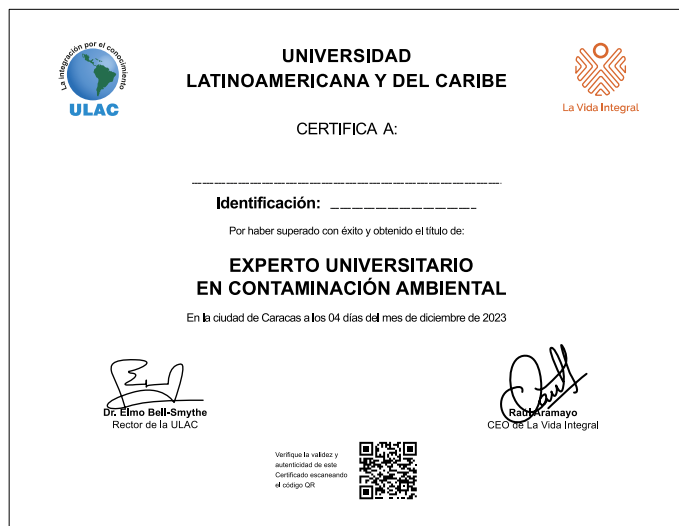 La integración por el conocimiento
ULAC
UNIVERSIDAD
LATINOAMERICANA Y DEL CARIBE
La Vida Integral
CERTIFICA A:
Identificación:
Por haber superado con éxito y obtenido el título de:
EXPERTO UNIVERSITARIO
EN CONTAMINACIÓN AMBIENTAL
En la ciudad de Caracas a los 04 días del mes de diciembre de 2023
Dr. Elmo Bell-Smythe
Rector de la ULAC
Raúl Aramayo
CEO de La Vida Integral
Verifique la validez y
autenticidad de este
Certificado escaneando
el código QR